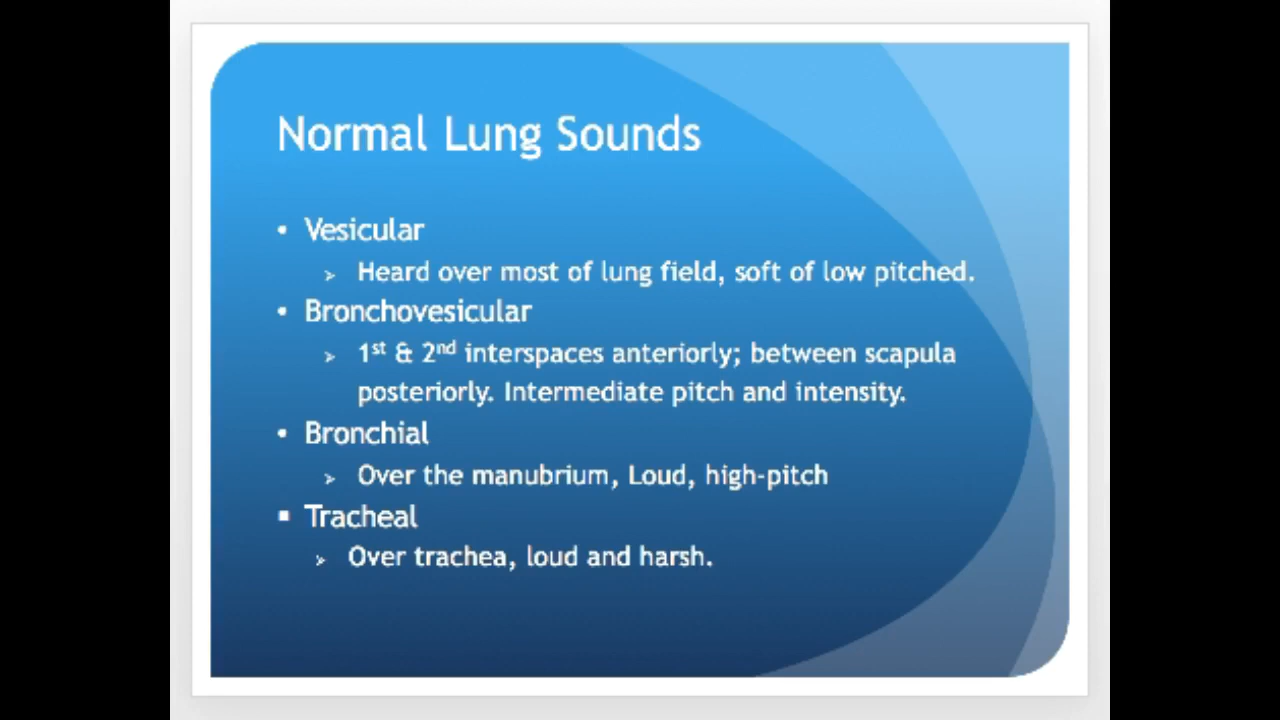 Normal Lung Sounds
• Vesicular
➢ Heard over most of lung field, soft of low pitched.
• Bronchovesicular
➢ 1st & 2nd interspaces anteriorly; between scapula
posteriorly. Intermediate pitch and intensity.
• Bronchial
➢ Over the manubrium, Loud, high-pitch
▪ Tracheal
➢ Over trachea, loud and harsh.